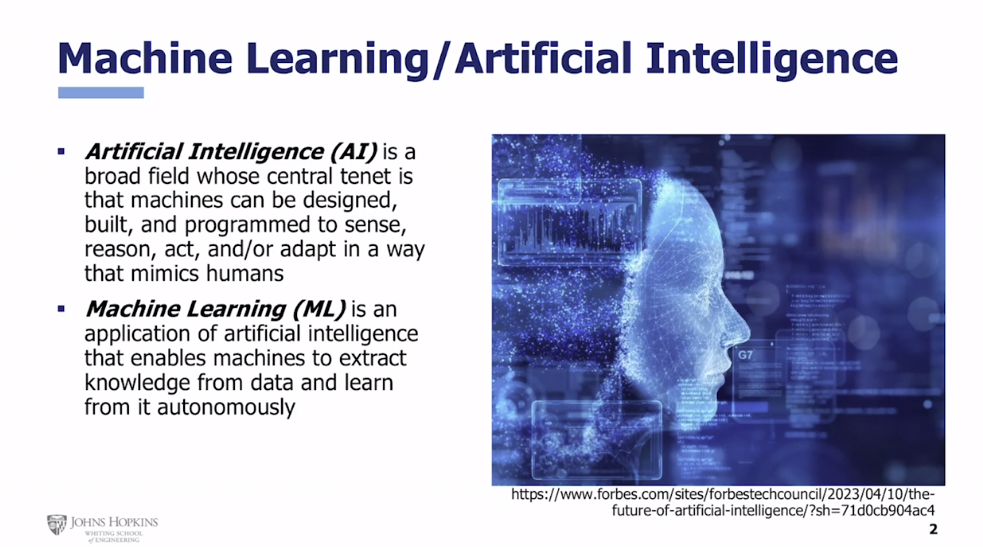 Machine Learning/Artificial Intelligence
▪ Artificial Intelligence (AI) is a
broad field whose central tenet is
that machines can be designed,
built, and programmed to sense,
reason, act, and/or adapt in a way
that mimics humans
▪ Machine Learning (ML) is an
application of artificial intelligence
that enables machines to extract
knowledge from data and learn
from it autonomously
G7
https://www.forbes.com/sites/forbestechcouncil/2023/04/10/the-
future-of-artificial-intelligence/?sh=71d0cb904ac4
JOHNS HOPKINS
WHITING SCHOOL
of ENGINEERING
2